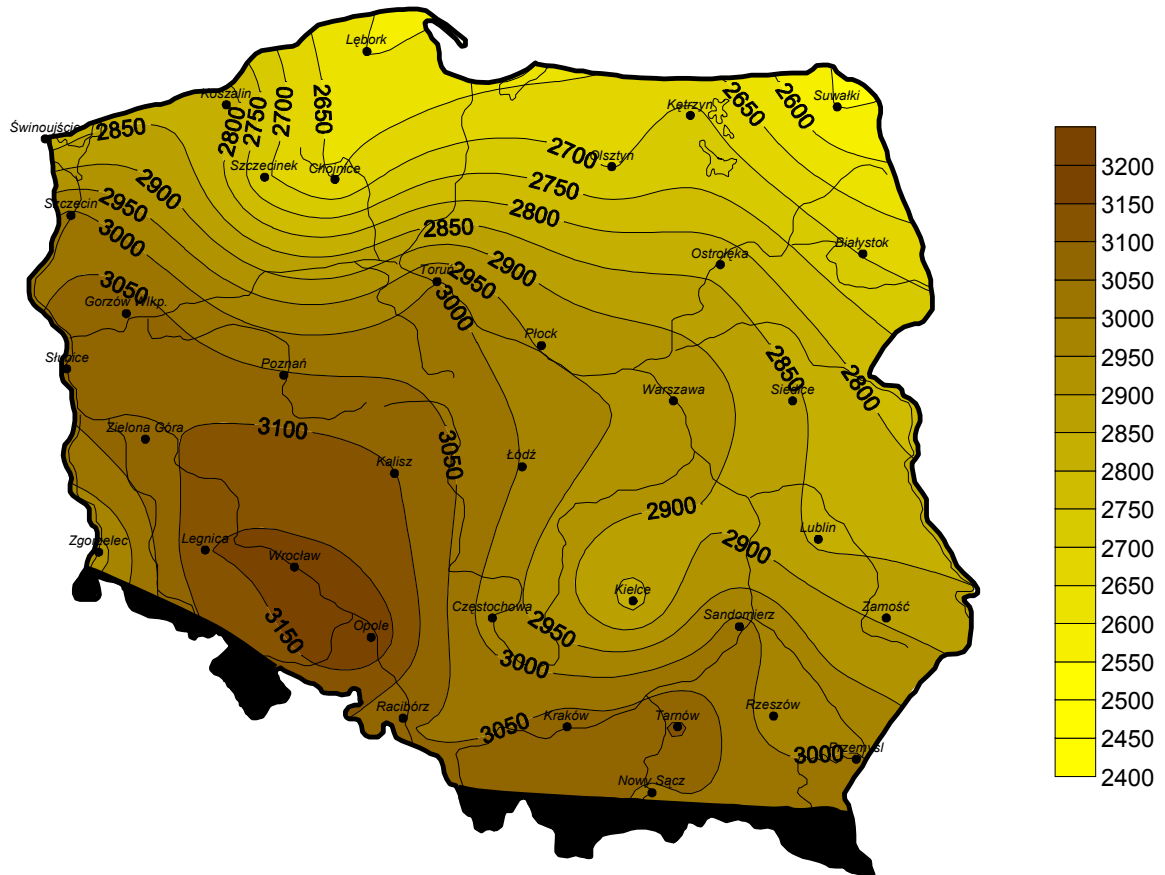 Lębork
Koszalin
Świnoujście
2850
2800
2750
2700
2650
Kętrzyn
2650
2600
Suwałki
Szczecinek
Chojnice
2700
Olsztyn
2900
2750
Szczecin
2950
2800
3000
2850
Białystok
Ostrołęka
2900
Toruń
2950
3050
3000
Gorzów Wlkp.
Płock
Słubice
Poznań
2850
2800
Warszawa
Siedlce
Zielona Góra
3100
3050
Kalisz
Łódź
2900
Lublin
2900
Zgorzelec
Legnica
Wrocław
Kielce
Częstochowa
Sandomierz
Zamość
3150
Opole
2950
3000
Racibórz
3050
Kraków
Tarnów
Rzeszów
3000
Przemyśl
Nowy Sącz
3200
3150
3100
3050
3000
2950
2900
2850
2800
2750
2700
2650
2600
2550
2500
2450
2400